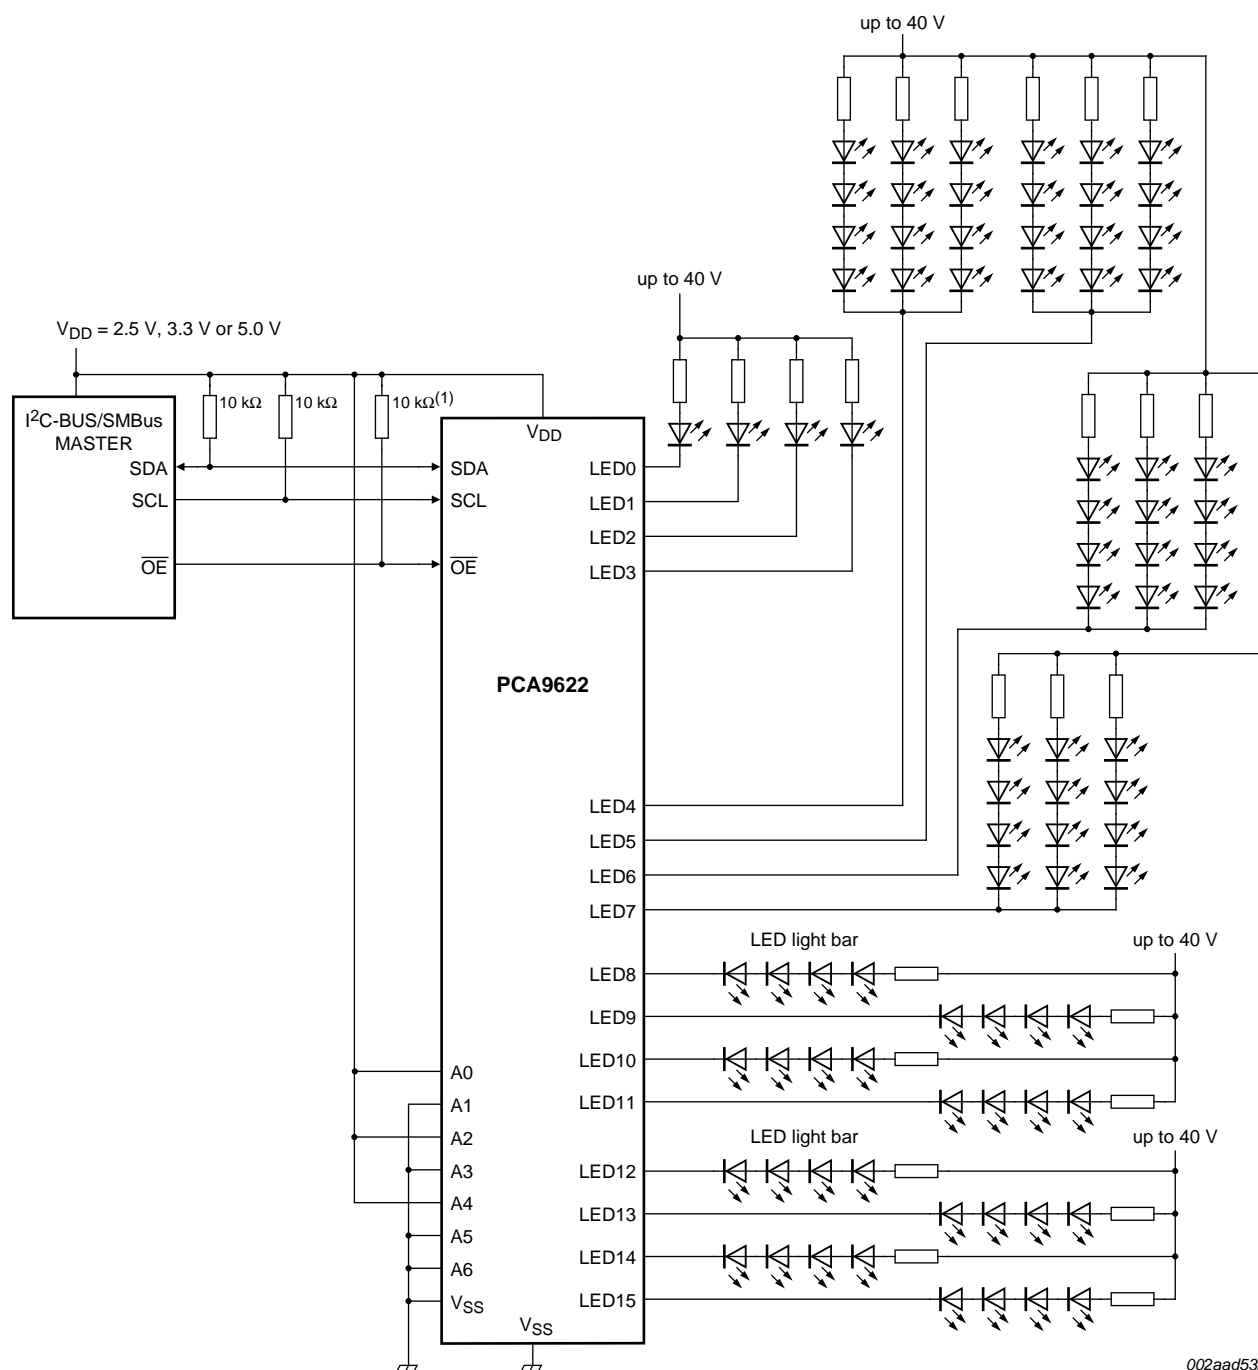 up to 40 V
up to 40 V
V_DD = 2.5 V, 3.3 V or 5.0 V
10 kΩ
10 kΩ
10 kΩ(1)
I²C-BUS/SMBus
MASTER
SDA
SCL
O̅E̅
V_DD
SDA
SCL
O̅E̅
LED0
LED1
LED2
LED3
PCA9622
LED4
LED5
LED6
LED7
LED light bar
up to 40 V
LED8
LED9
LED10
LED11
LED light bar
up to 40 V
LED12
LED13
LED14
LED15
A0
A1
A2
A3
A4
A5
A6
V_SS
V_SS
002aad53